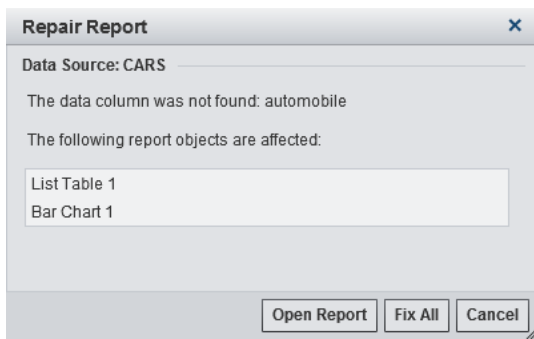 Repair Report
Data Source: CARS
The data column was not found: automobile
The following report objects are affected:
List Table 1
Bar Chart 1
Open Report Fix All Cancel